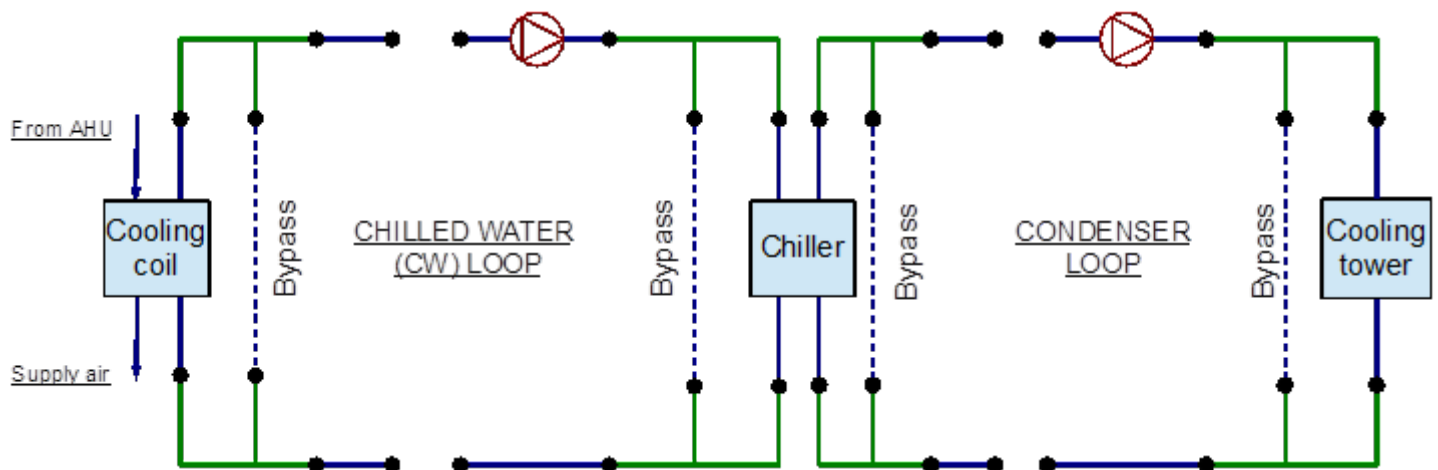 From AHU
Cooling
coil
Supply air
Bypass
CHILLED WATER
(CW) LOOP
Bypass
Chiller
Bypass
CONDENSER
LOOP
Bypass
Cooling
tower